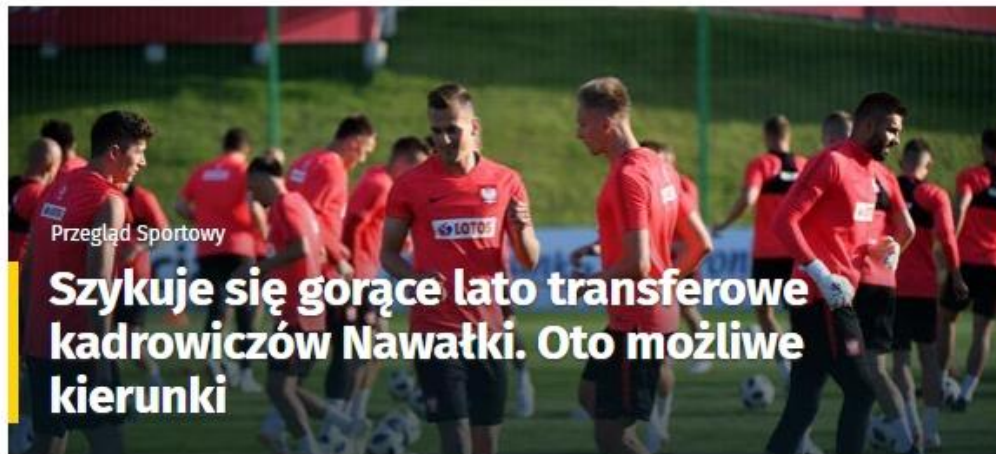 Przegląd Sportowy
LOTOS
Szykuje się gorące lato transferowe
kadrowiczów Nawałki. Oto możliwe
kierunki